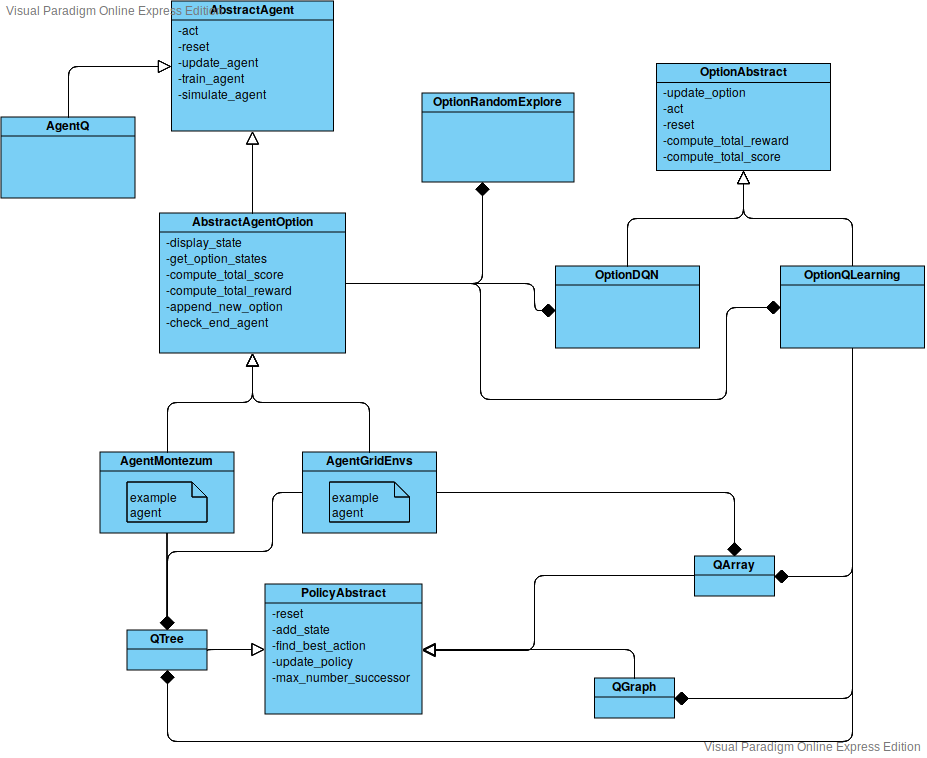 Visual Paradigm Online Express Edition
AbstractAgent
-act
-reset
-update_agent
-train_agent
-simulate_agent
AgentQ
OptionRandomExplore
OptionAbstract
-update_option
-act
-reset
-compute_total_reward
-compute_total_score
AbstractAgentOption
-display_state
-get_option_states
-compute_total_score
-compute_total_reward
-append_new_option
-check_end_agent
OptionDQN
OptionQLearning
AgentMontezum
example
agent
AgentGridEnvs
example
agent
QArray
PolicyAbstract
-reset
-add_state
-find_best_action
-update_policy
-max_number_successor
QTree
QGraph
Visual Paradigm Online Express Edition